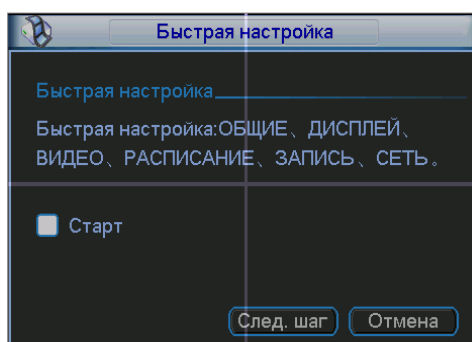 Быстрая настройка
Быстрая настройка
Быстрая настройка:ОБЩИЕ、ДИСПЛЕЙ、
ВИДЕО、РАСПИСАНИЕ、ЗАПИСЬ、СЕТЬ。
Старт
След. шаг Отмена